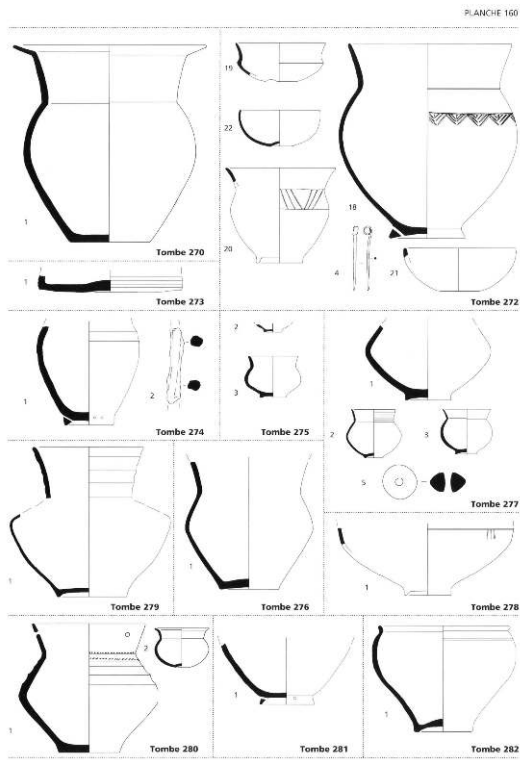 PLANCHE 160
1
Tombe 270
19
22
20
18
4
21
Tombe 272
1
Tombe 273
1
2
Tombe 274
2
3
Tombe 275
1
2
3
5
Tombe 277
1
Tombe 279
1
Tombe 276
1
Tombe 278
1
2
Tombe 280
1
Tombe 281
1
Tombe 282